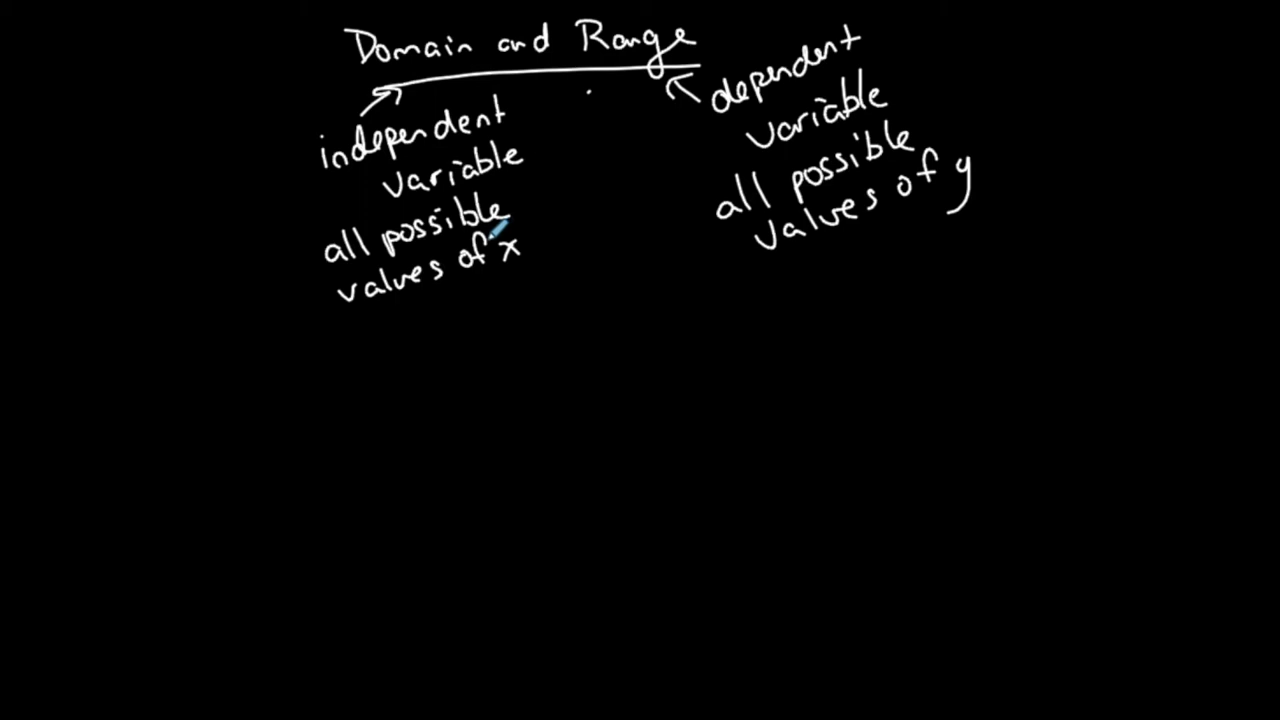 Domain and Range
independent
variable
all possible
values of x
dependent
variable
all possible
values of y